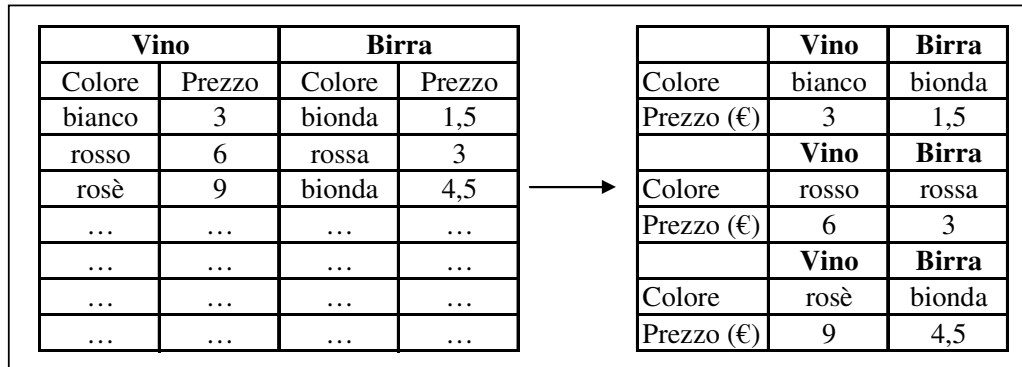 Vino Birra
Colore Prezzo Colore Prezzo
bianco 3 bionda 1,5
rosso 6 rossa 3
rosè 9 bionda 4,5
… … … …
… … … …
… … … …
… … … …
Vino Birra
Colore bianco bionda
Prezzo (€) 3 1,5
Vino Birra
Colore rosso rossa
Prezzo (€) 6 3
Vino Birra
Colore rosè bionda
Prezzo (€) 9 4,5